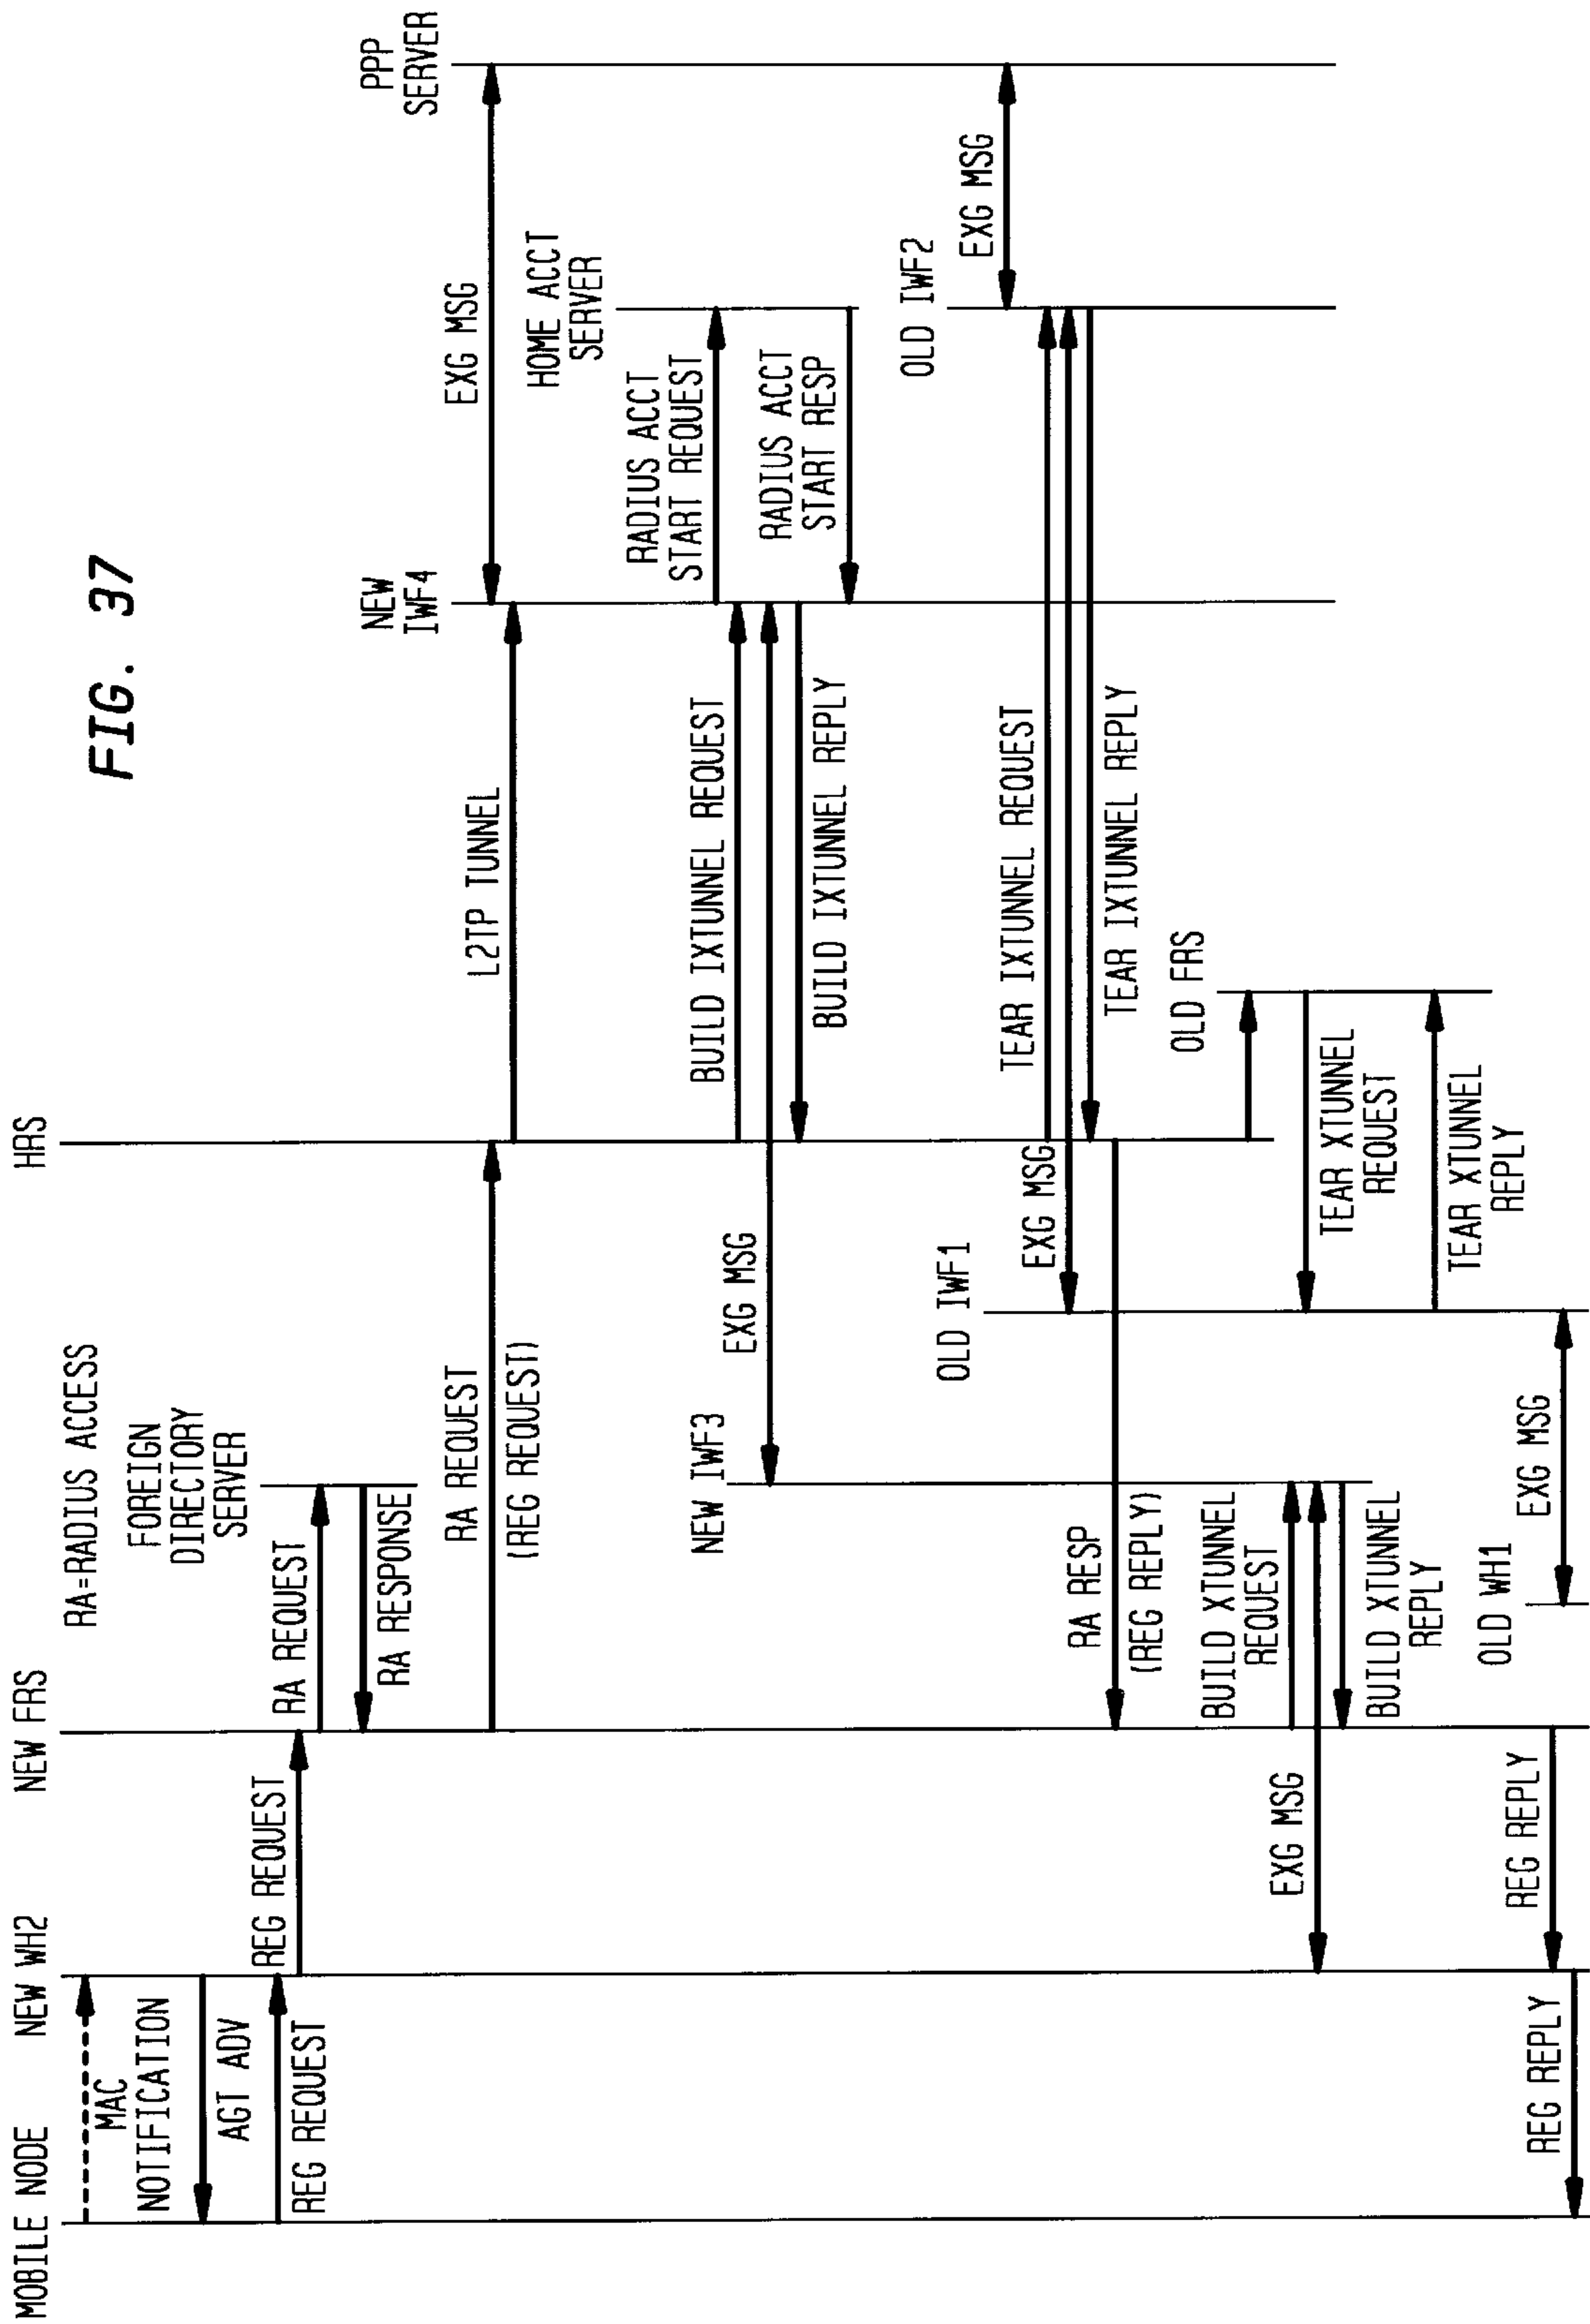 FIG. 37
MOBILE NODE
NEW WH2
NEW FRS
HRS
RA=RADIUS ACCESS
MAC
NOTIFICATION
AGT ADV
REG REQUEST
REG REQUEST
FOREIGN
DIRECTORY
SERVER
RA REQUEST
RA RESPONSE
RA REQUEST
(REG REQUEST)
L2TP TUNNEL
NEW
IWF4
PPP
SERVER
EXG MSG
HOME ACCT
SERVER
RADIUS ACCT
START REQUEST
BUILD IXTUNNEL REQUEST
NEW IWF3
EXG MSG
BUILD IXTUNNEL REPLY
RADIUS ACCT
START RESP
OLD IWF2
EXG MSG
TEAR IXTUNNEL REQUEST
OLD IWF1
EXG MSG
TEAR IXTUNNEL REPLY
RA RESP
(REG REPLY)
OLD FRS
BUILD XTUNNEL
REQUEST
EXG MSG
BUILD XTUNNEL
REPLY
TEAR XTUNNEL
REQUEST
TEAR XTUNNEL
REPLY
OLD WH1
EXG MSG
REG REPLY
REG REPLY